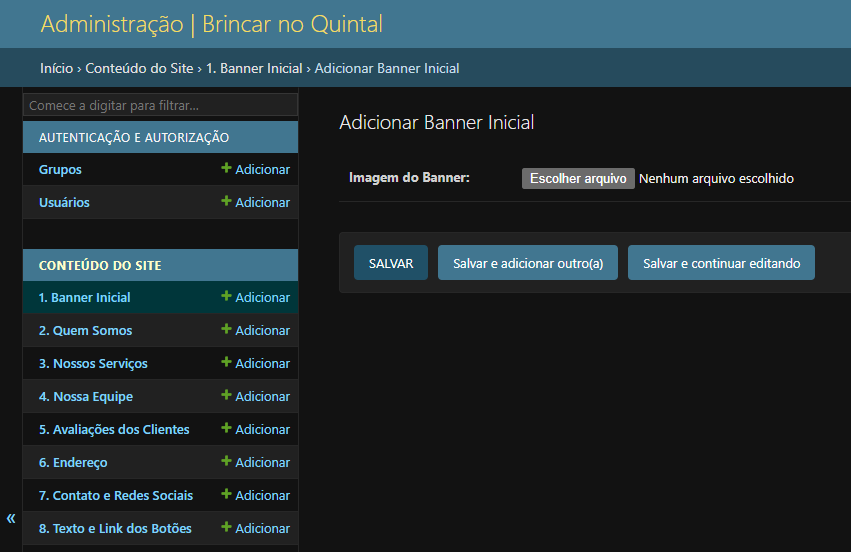 Administração | Brincar no Quintal
Início › Conteúdo do Site › 1. Banner Inicial › Adicionar Banner Inicial
Comece a digitar para filtrar...
AUTENTICAÇÃO E AUTORIZAÇÃO
Grupos + Adicionar
Usuários + Adicionar
CONTEÚDO DO SITE
1. Banner Inicial + Adicionar
2. Quem Somos + Adicionar
3. Nossos Serviços + Adicionar
4. Nossa Equipe + Adicionar
5. Avaliações dos Clientes + Adicionar
6. Endereço + Adicionar
7. Contato e Redes Sociais + Adicionar
8. Texto e Link dos Botões + Adicionar
«
Adicionar Banner Inicial
Imagem do Banner: Escolher arquivo Nenhum arquivo escolhido
SALVAR Salvar e adicionar outro(a) Salvar e continuar editando